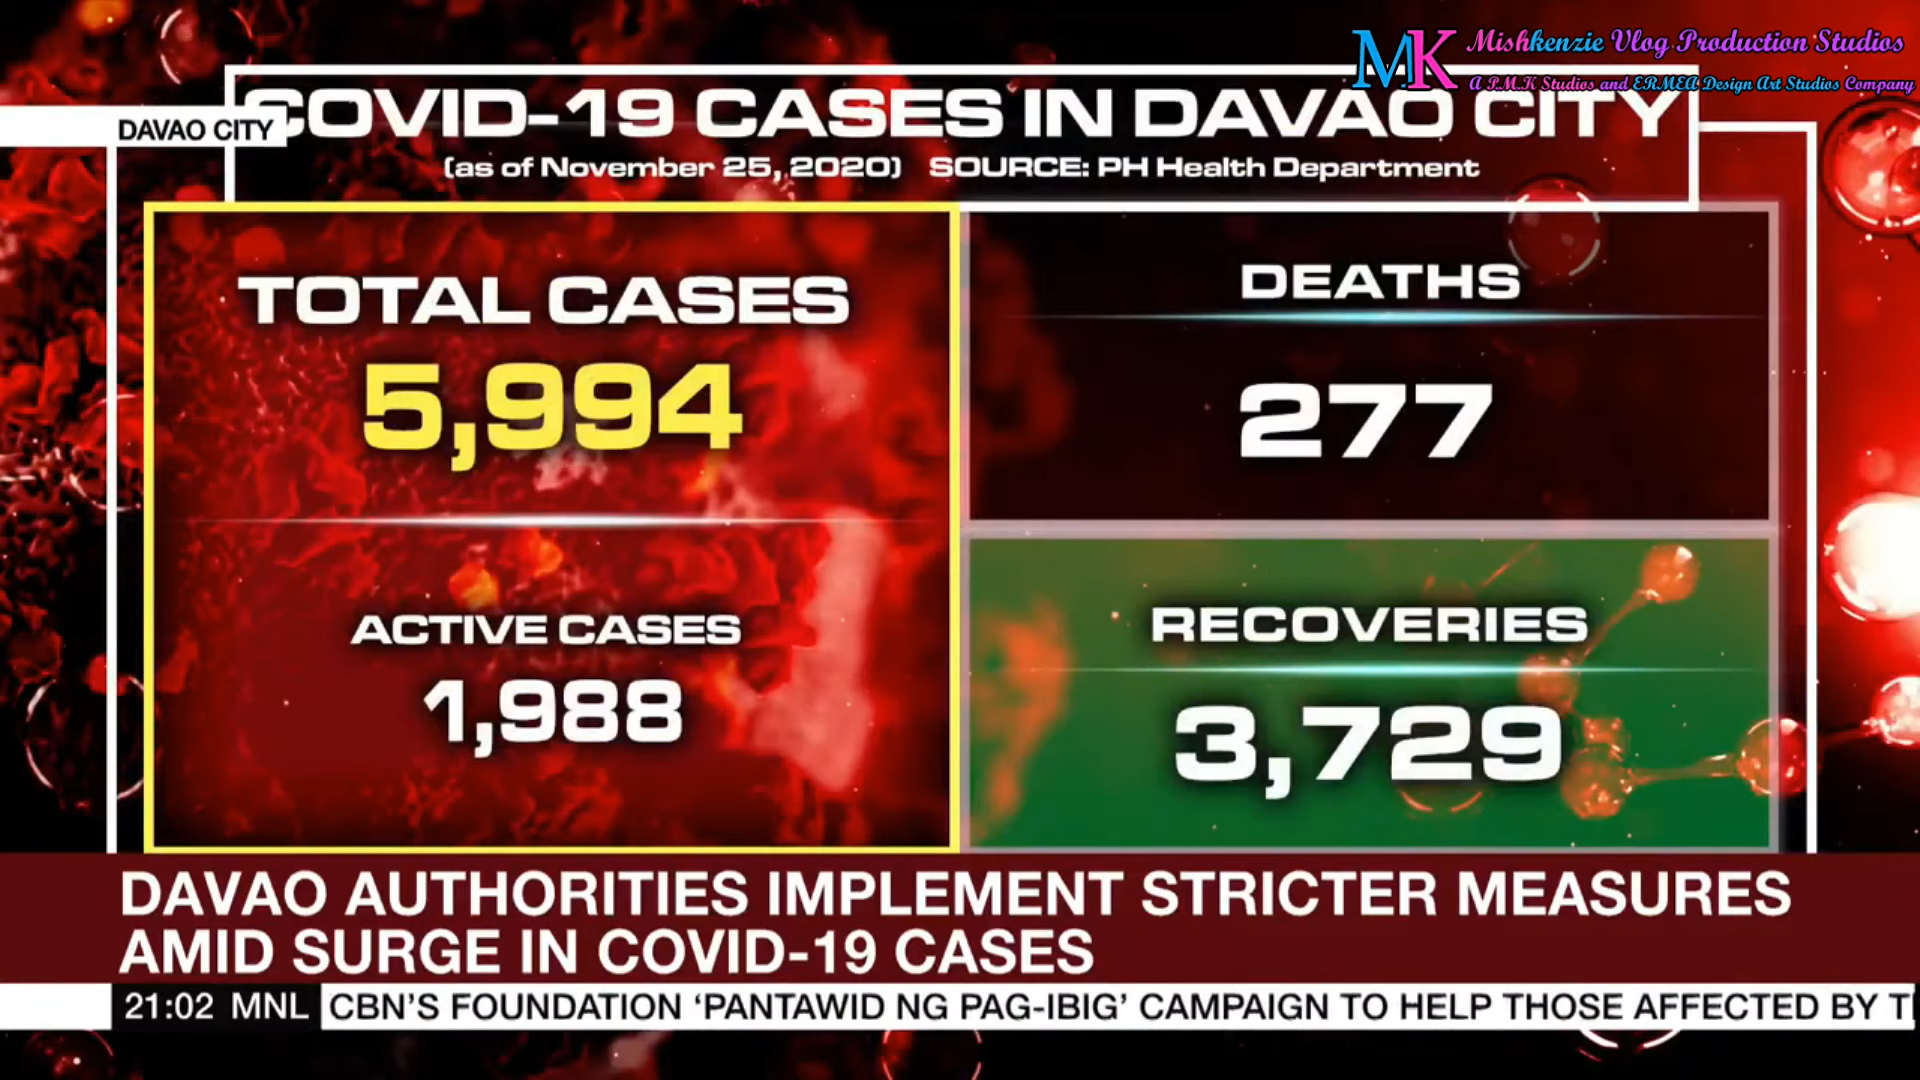 MK Mishkenzie Vlog Production Studios
A P.M.K Studios and ERMEA Design Art Studios Company
COVID-19 CASES IN DAVAO CITY
DAVAO CITY
(as of November 25, 2020) SOURCE: PH Health Department
TOTAL CASES
5,994
ACTIVE CASES
1,988
DEATHS
277
RECOVERIES
3,729
DAVAO AUTHORITIES IMPLEMENT STRICTER MEASURES
AMID SURGE IN COVID-19 CASES
21:02 MNL CBN'S FOUNDATION ‘PANTAWID NG PAG-IBIG’ CAMPAIGN TO HELP THOSE AFFECTED BY